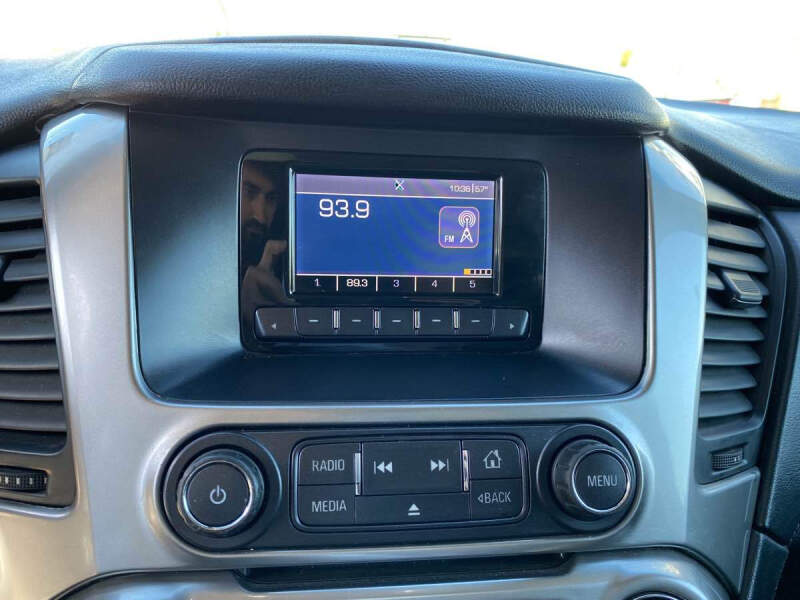 10:36 57°
93.9
FM
1 89.3 3 4 5
RADIO
MEDIA
BACK
MENU